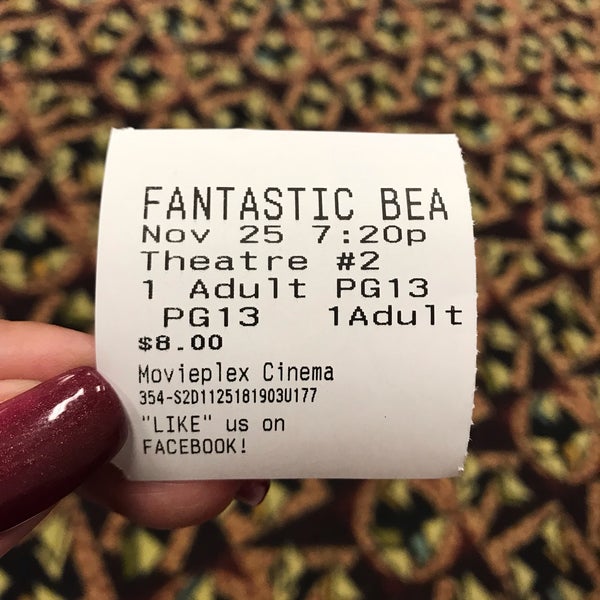 FANTASTIC BEA
Nov 25 7:20p
Theatre #2
1 Adult PG13
PG13 1Adult
$8.00
Movieplex Cinema
354-S2D1125181903U177
"LIKE" us on
FACEBOOK!